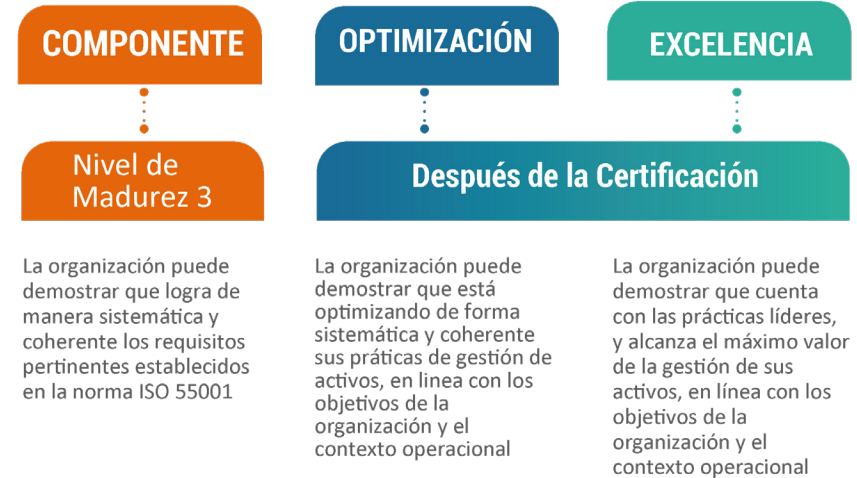 COMPONENTE
Nivel de
Madurez 3
La organización puede
demostrar que logra de
manera sistemática y
coherente los requisitos
pertinentes establecidos
en la norma ISO 55001
OPTIMIZACIÓN
EXCELENCIA
Después de la Certificación
La organización puede
demostrar que está
optimizando de forma
sistemática y coherente
sus práticas de gestión de
activos, en linea con los
objetivos de la
organización y el
contexto operacional
La organización puede
demostrar que cuenta
con las prácticas líderes,
y alcanza el máximo valor
de la gestión de sus
activos, en línea con los
objetivos de la
organización y el
contexto operacional